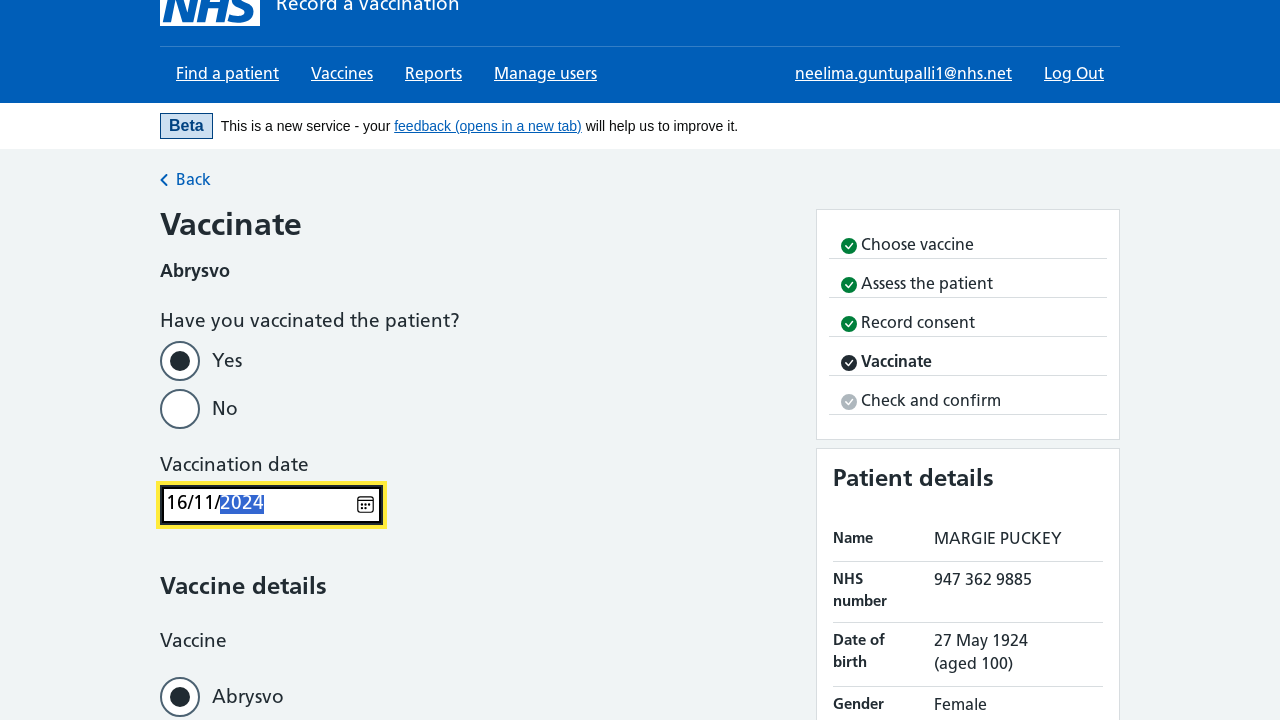 NHS Record a vaccination
Find a patient Vaccines Reports Manage users neelima.guntupalli1@nhs.net Log Out
Beta This is a new service - your feedback (opens in a new tab) will help us to improve it.
Back
Vaccinate
Abrysvo
Have you vaccinated the patient?
Yes
No
Vaccination date
16/11/2024
Vaccine details
Vaccine
Abrysvo
Choose vaccine
Assess the patient
Record consent
Vaccinate
Check and confirm
Patient details
Name MARGIE PUCKEY
NHS number 947 362 9885
Date of birth 27 May 1924 (aged 100)
Gender Female